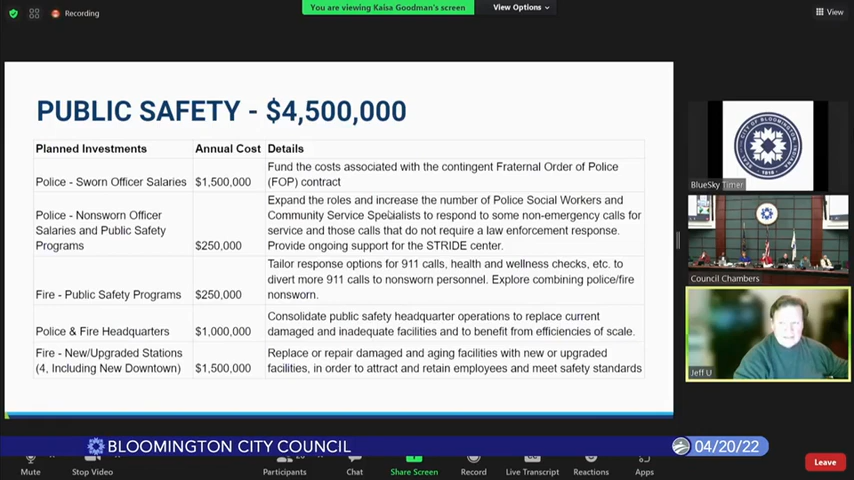 Recording
You are viewing Kaisa Goodman's screen
View Options
View
PUBLIC SAFETY - $4,500,000
Planned Investments Annual Cost Details
Police - Sworn Officer Salaries $1,500,000 Fund the costs associated with the contingent Fraternal Order of Police
(FOP) contract
Police - Nonsworn Officer
Salaries and Public Safety
Programs $250,000
Expand the roles and increase the number of Police Social Workers and
Community Service Specialists to respond to some non-emergency calls for
service and those calls that do not require a law enforcement response.
Provide ongoing support for the STRIDE center.
Fire - Public Safety Programs $250,000
Tailor response options for 911 calls, health and wellness checks, etc. to
divert more 911 calls to nonsworn personnel. Explore combining police/fire
nonsworn.
Police & Fire Headquarters $1,000,000
Consolidate public safety headquarter operations to replace current
damaged and inadequate facilities and to benefit from efficiencies of scale.
Fire - New/Upgraded Stations
(4, Including New Downtown) $1,500,000
Replace or repair damaged and aging facilities with new or upgraded
facilities, in order to attract and retain employees and meet safety standards
BlueSky Timer
Council Chambers
Jeff U
BLOOMINGTON CITY COUNCIL
04/20/22
Mute
Stop Video
Participants
Chat
Share Screen
Record
Live Transcript
Reactions
Apps
Leave